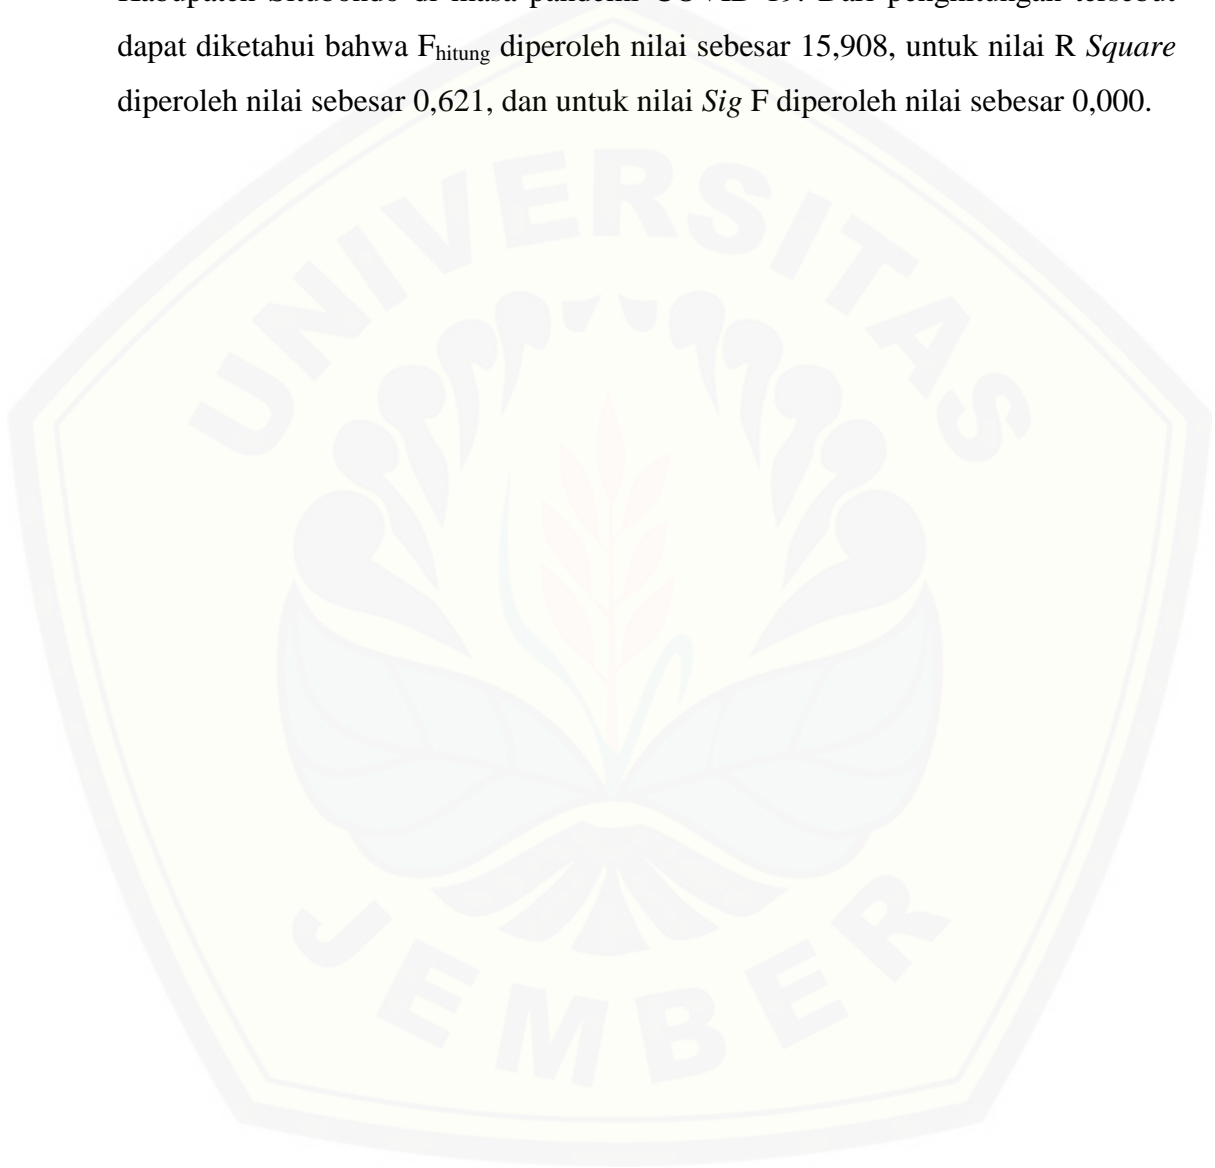 dapat diketahui bahwa Fhitung diperoleh nilai sebesar 15,908, untuk nilai R Square
diperoleh nilai sebesar 0,621, dan untuk nilai Sig F diperoleh nilai sebesar 0,000.
UNIVERSITAS
JEMBER